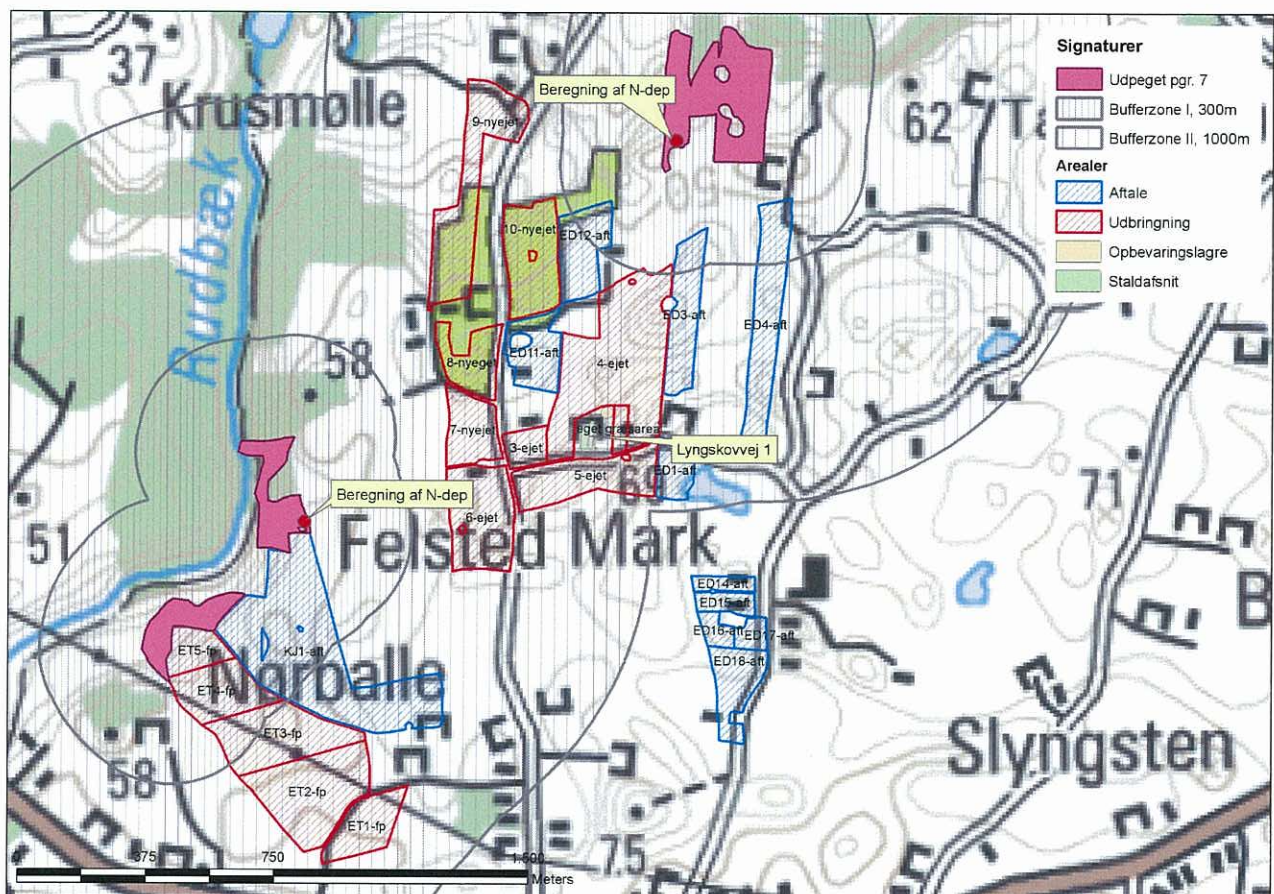 37
Krusmølle
Beregning af N-dep
9-nyejet
62
Signaturer
Udpeget pgr. 7
Bufferzone I, 300m
Bufferzone II, 1000m
Arealer
Aftale
Udbringning
Opbevaringslagre
Staldafsnit
Rudbæk
10-nyejet
ED12-aft
ED3-aft
ED4-aft
58
8-nyeget
ED11-aft
4-ejet
7-nyejet
3-ejet
Lyngskovvej 1
5-ejet
69
ED1-aft
71
Beregning af N-dep
6-ejet
51
Felsted Mark
ED14-aft
ED15-aft
ED16-aft
ED17-aft
ED18-aft
B
ET5-fp
KJ1-aft
Nørballe
ET4-fp
ET3-fp
Slyngsten
58
ET2-fp
ET1-fp
75
0
375
750
1.500
Meters